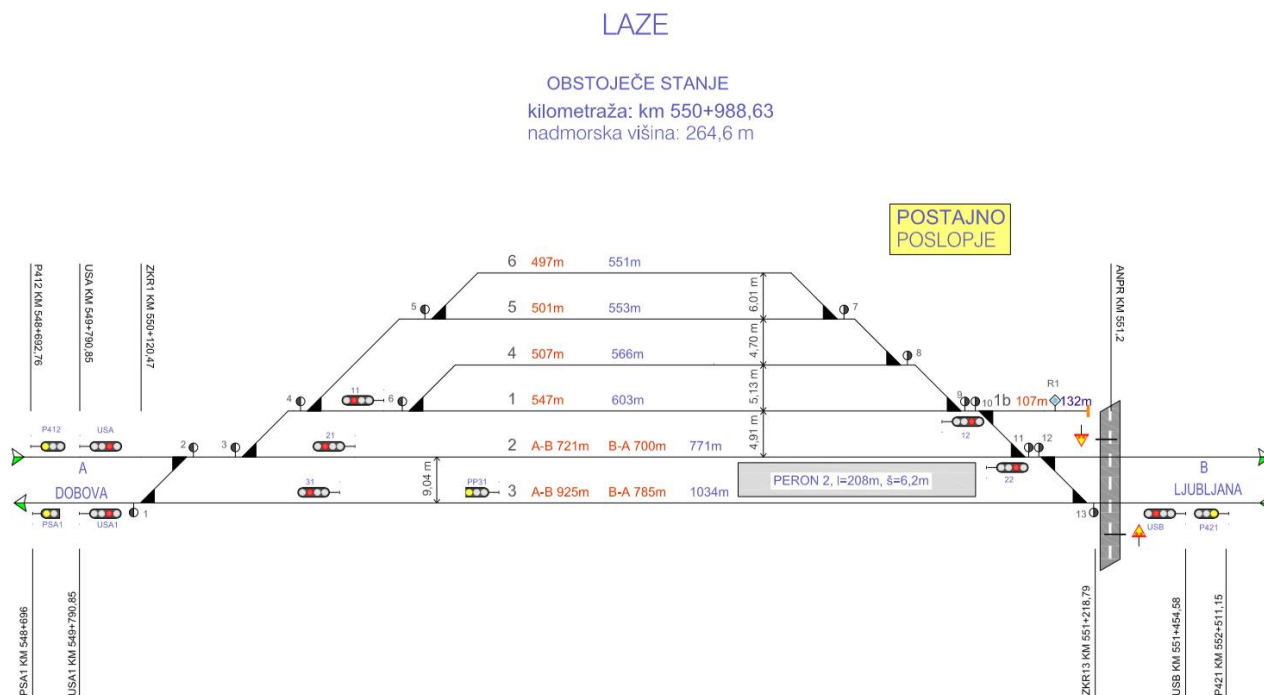 LAZE
OBSTOJEČE STANJE
kilometraža: km 550+988,63
nadmorska višina: 264,6 m
POSTAJNO
POSLOPJE
P412 KM 548+692,76
USA KM 549+790,85
ZKR1 KM 550+120,47
ANPR KM 551,2
6 497m 551m
5 501m 553m
4 507m 566m
1 547m 603m
2 A-B 721m B-A 700m 771m
3 A-B 925m B-A 785m 1034m
6,01 m
4,70 m
5,13 m
4,91 m
9,04 m
5
7
8
4
11
6
9
10
1b 107m 132m
R1
12
P412
USA
2
3
21
11
12
22
A
DOBOVA
B
LJUBLJANA
PERON 2, l=208m, š=6,2m
31
PP31
PSA1
USA1
1
13
USB
P421
PSA1 KM 548+696
USA1 KM 549+790,85
ZKR13 KM 551+218,79
USB KM 551+454,58
P421 KM 552+511,15